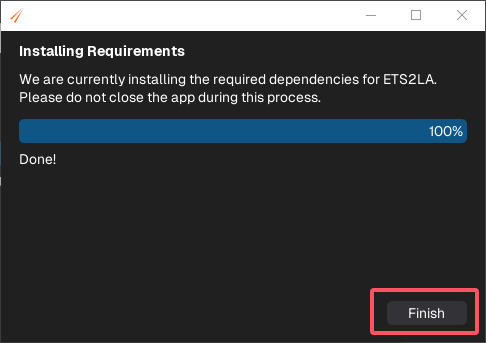 Installing Requirements
We are currently installing the required dependencies for ETS2LA.
Please do not close the app during this process.
100%
Done!
Finish